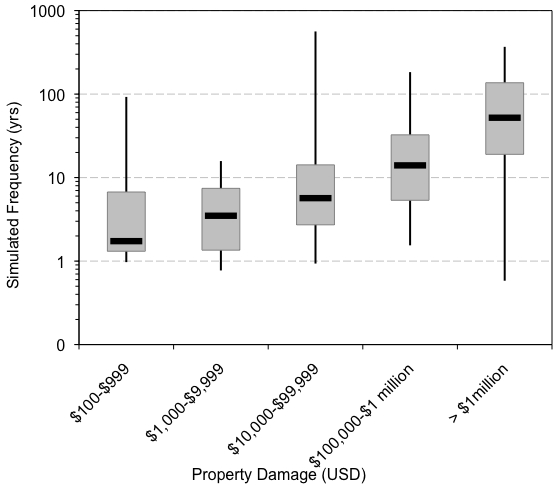 1000
100
10
1
0
Simulated Frequency (yrs)
$100-$999
$1,000-$9,999
$10,000-$99,999
$100,000-$1 million
> $1million
Property Damage (USD)